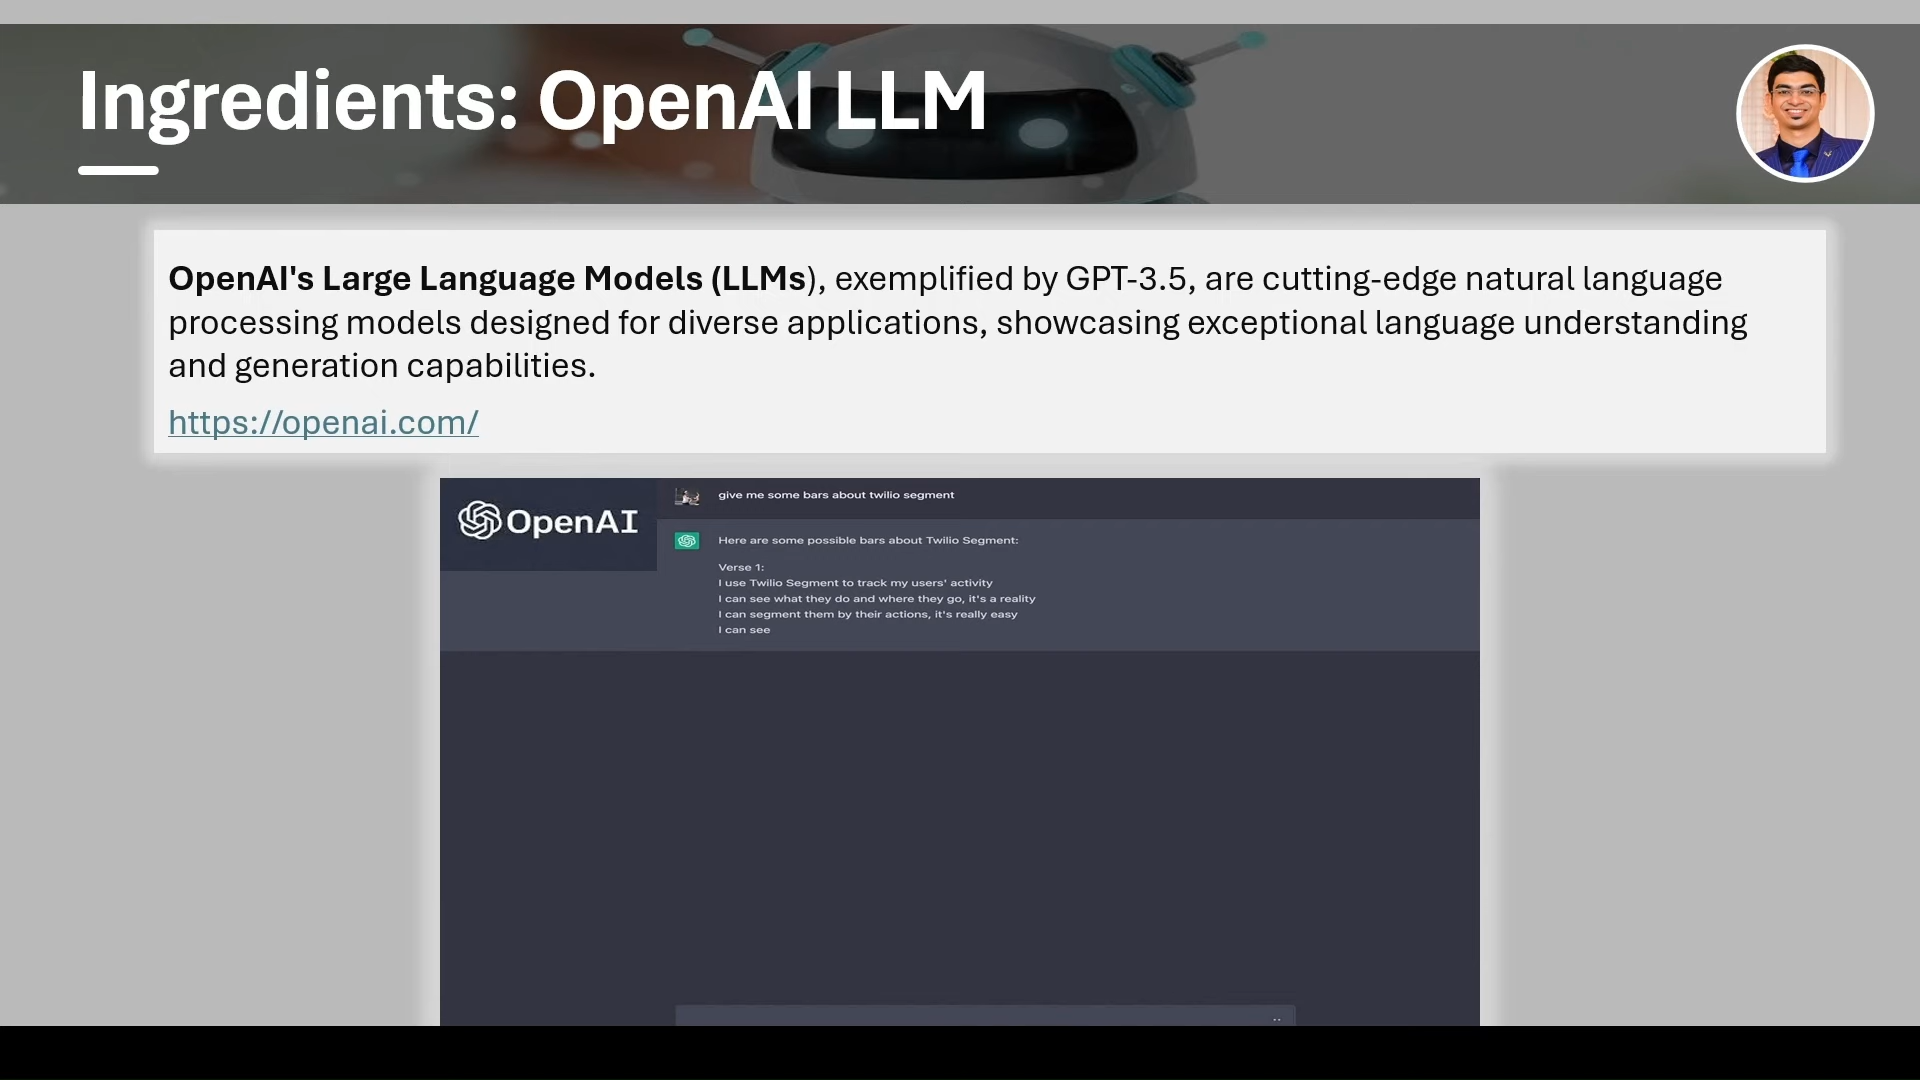 Ingredients: OpenAI LLM
OpenAI's Large Language Models (LLMs), exemplified by GPT-3.5, are cutting-edge natural language
processing models designed for diverse applications, showcasing exceptional language understanding
and generation capabilities.
https://openai.com/
OpenAI
give me some bars about twilio segment
Here are some possible bars about Twilio Segment:
Verse 1:
I use Twilio Segment to track my users' activity
I can see what they do and where they go, it's a reality
I can segment them by their actions, it's really easy
I can see